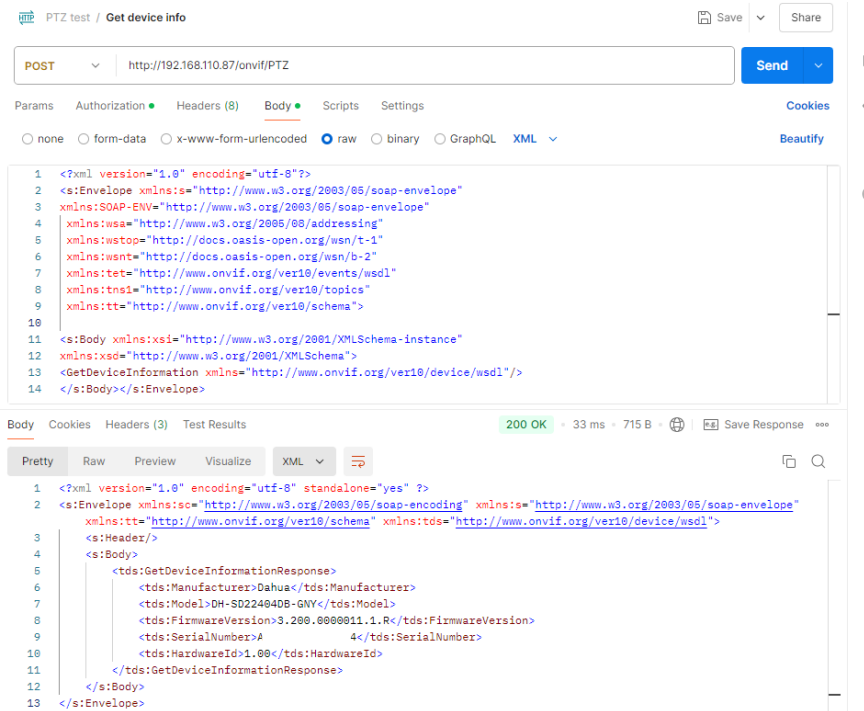 HTTP PTZ test / Get device info Save Share
POST http://192.168.110.87/onvif/PTZ Send
Params Authorization Headers (8) Body Scripts Settings Cookies
none form-data x-www-form-urlencoded raw binary GraphQL XML Beautify
1 <?xml version="1.0" encoding="utf-8"?>
2 <s:Envelope xmlns:s="http://www.w3.org/2003/05/soap-envelope"
3 xmlns:SOAP-ENV="http://www.w3.org/2003/05/soap-envelope"
4 xmlns:wsa="http://www.w3.org/2005/08/addressing"
5 xmlns:wstop="http://docs.oasis-open.org/wsn/t-1"
6 xmlns:wsnt="http://docs.oasis-open.org/wsn/b-2"
7 xmlns:tet="http://www.onvif.org/ver10/events/wsdl"
8 xmlns:tns1="http://www.onvif.org/ver10/topics"
9 xmlns:tt="http://www.onvif.org/ver10/schema">
10
11 <s:Body xmlns:xsi="http://www.w3.org/2001/XMLSchema-instance"
12 xmlns:xsd="http://www.w3.org/2001/XMLSchema">
13 <GetDeviceInformation xmlns="http://www.onvif.org/ver10/device/wsdl"/>
14 </s:Body></s:Envelope>
Body Cookies Headers (3) Test Results 200 OK 33 ms 715 B e.g. Save Response
Pretty Raw Preview Visualize XML
1 <?xml version="1.0" encoding="utf-8" standalone="yes" ?>
2 <s:Envelope xmlns:sc="http://www.w3.org/2003/05/soap-encoding" xmlns:s="http://www.w3.org/2003/05/soap-envelope"
xmlns:tt="http://www.onvif.org/ver10/schema" xmlns:tds="http://www.onvif.org/ver10/device/wsdl">
3 <s:Header/>
4 <s:Body>
5 <tds:GetDeviceInformationResponse>
6 <tds:Manufacturer>Dahua</tds:Manufacturer>
7 <tds:Model>DH-SD22404DB-GNY</tds:Model>
8 <tds:FirmwareVersion>3.200.0000011.1.R</tds:FirmwareVersion>
9 <tds:SerialNumber>A 4</tds:SerialNumber>
10 <tds:HardwareId>1.00</tds:HardwareId>
11 </tds:GetDeviceInformationResponse>
12 </s:Body>
13 </s:Envelope>